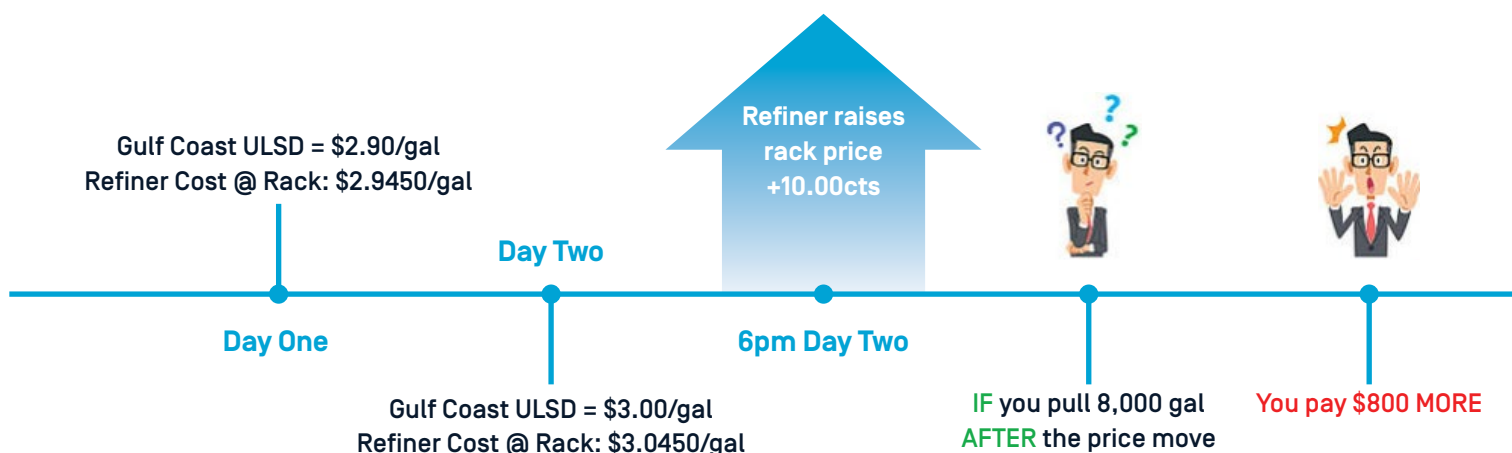 Gulf Coast ULSD = $2.90/gal
Refiner Cost @ Rack: $2.9450/gal
Day One
Day Two
Gulf Coast ULSD = $3.00/gal
Refiner Cost @ Rack: $3.0450/gal
Refiner raises
rack price
+10.00cts
6pm Day Two
? ? ?
IF you pull 8,000 gal
AFTER the price move
You pay $800 MORE